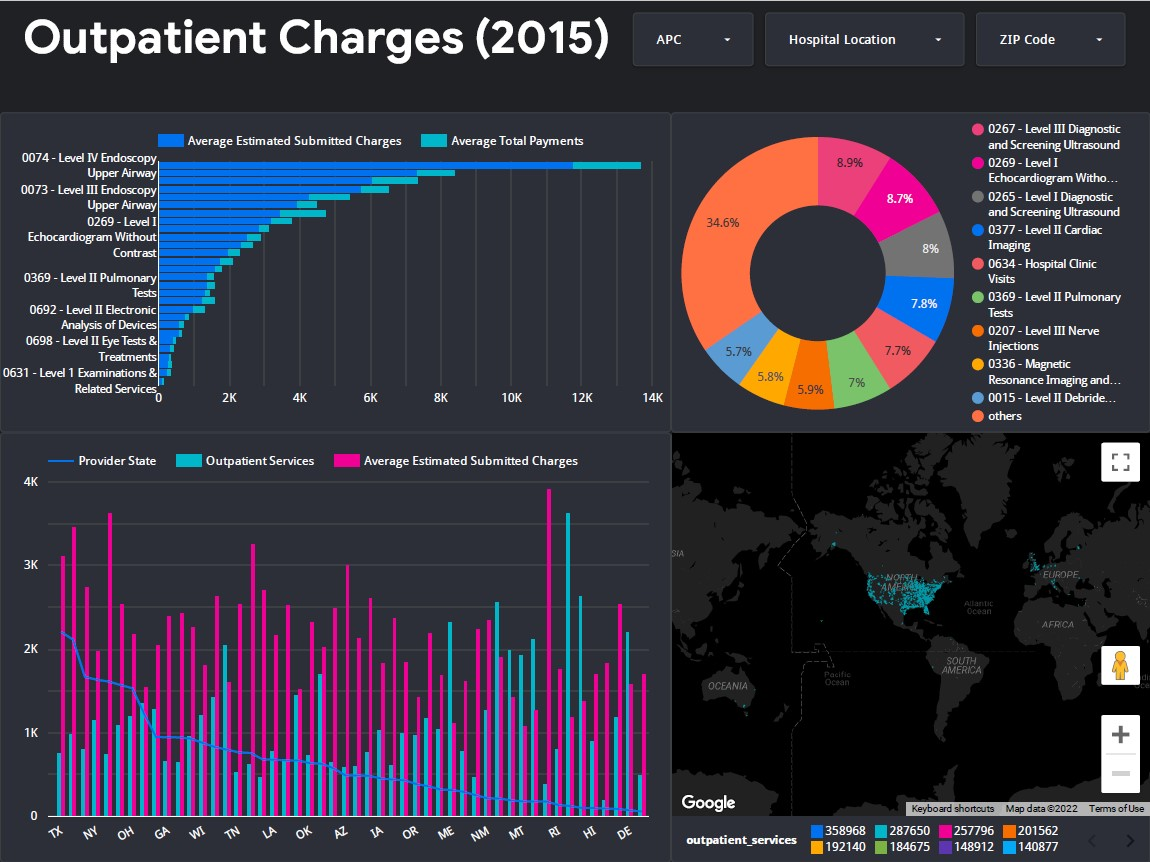 Outpatient Charges (2015)
APC
Hospital Location
ZIP Code
Average Estimated Submitted Charges
Average Total Payments
0074 - Level IV Endoscopy
Upper Airway
0073 - Level III Endoscopy
Upper Airway
0269 - Level I
Echocardiogram Without
Contrast
0369 - Level II Pulmonary
Tests
0692 - Level II Electronic
Analysis of Devices
0698 - Level II Eye Tests &
Treatments
0631 - Level 1 Examinations &
Related Services
0 2K 4K 6K 8K 10K 12K 14K
8.9%
8.7%
8%
7.8%
7.7%
7%
5.9%
5.8%
5.7%
34.6%
0267 - Level III Diagnostic
and Screening Ultrasound
0269 - Level I
Echocardiogram Witho...
0265 - Level I Diagnostic
and Screening Ultrasound
0377 - Level II Cardiac
Imaging
0634 - Hospital Clinic
Visits
0369 - Level II Pulmonary
Tests
0207 - Level III Nerve
Injections
0336 - Magnetic
Resonance Imaging and...
0015 - Level II Debride...
others
Provider State
Outpatient Services
Average Estimated Submitted Charges
4K
3K
2K
1K
0
TX NY OH GA WI TN LA OK AZ IA OR ME NM MT RI HI DE
SIA
NORTH
AMERICA
EUROPE
Atlantic
Ocean
AFRICA
SOUTH
AMERICA
Pacific
Ocean
OCEANIA
Google
Keyboard shortcuts
Map data ©2022
Terms of Use
outpatient_services
358968 287650 257796 201562
192140 184675 148912 140877